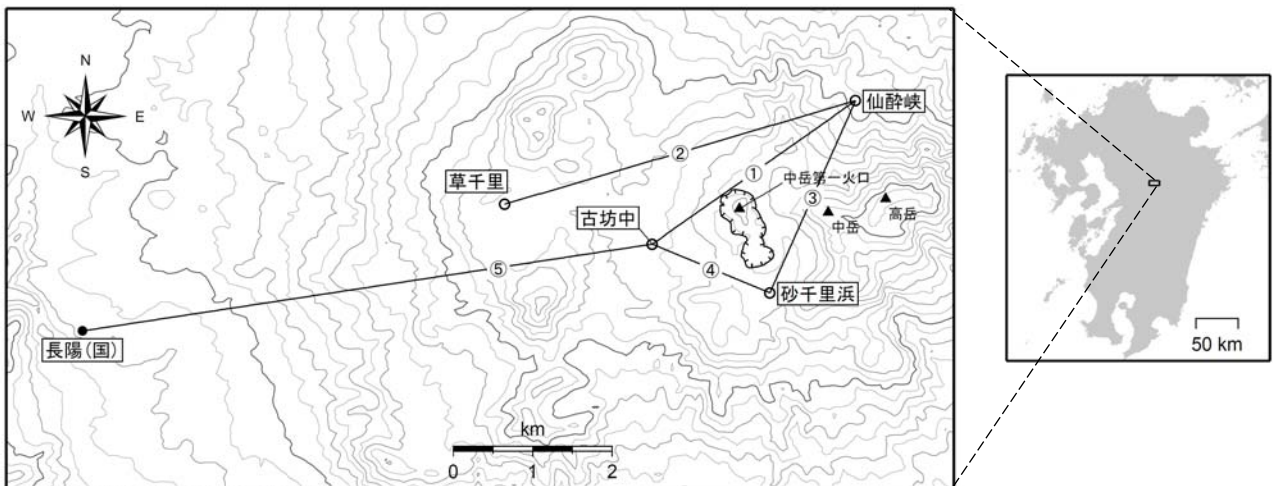 N
W
E
S
仙酔峡
②
草千里
①
中岳第一火口
③
高岳
中岳
古坊中
④
⑤
砂千里浜
長陽(国)
km
0 1 2
50 km